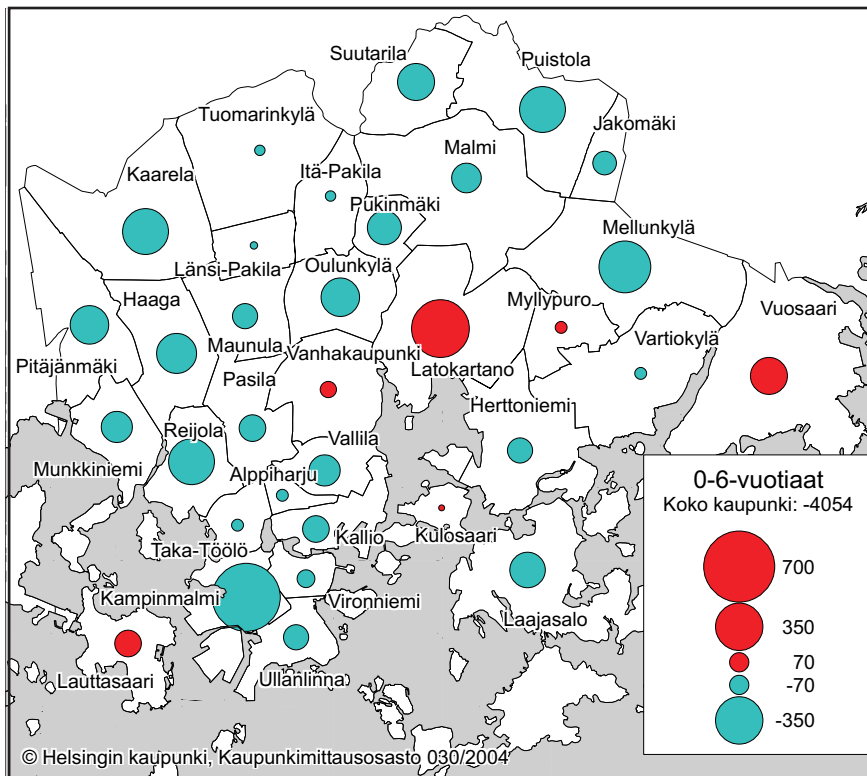 Suutarila
Puistola
Tuomarinkylä
Jakomäki
Malmi
Kaarela
Itä-Pakila
Pukinmäki
Mellunkylä
Länsi-Pakila
Oulunkylä
Haaga
Myllypuro
Vuosaari
Maunula
Vartiokylä
Vanhakaupunki
Pitäjänmäki
Latokartano
Pasila
Herttoniemi
Reijola
Vallila
Munkkiniemi
Alppiharju
Taka-Töölö
Kallio
Kulosaari
Kampinmalmi
Vironniemi
Laajasalo
Lauttasaari
Ullanlinna
0-6-vuotiaat
Koko kaupunki: -4054
700
350
70
-70
-350
© Helsingin kaupunki, Kaupunkimittausosasto 030/2004